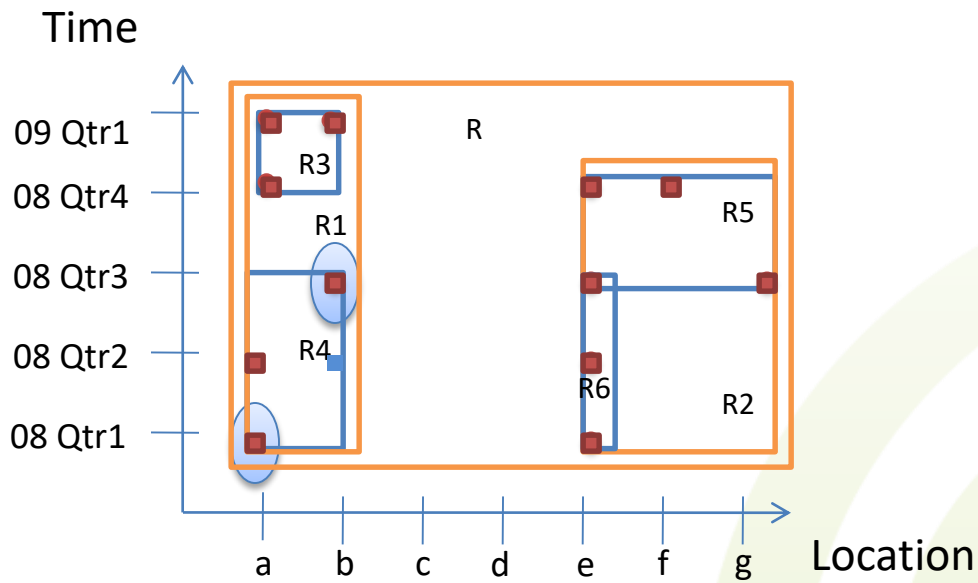 Time
09 Qtr1
R
R3
08 Qtr4
R5
R1
08 Qtr3
08 Qtr2
R4
R6
R2
08 Qtr1
a b c d e f g
Location